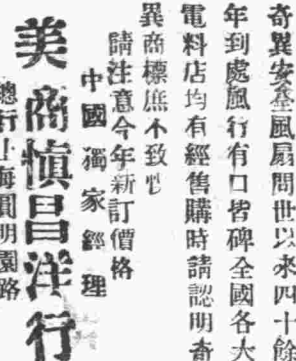 奇異安全風扇問世以來四十餘
年到處風行有口皆碑全國各大
電料店均有經售購時請認明奇
異商標庶不致
請注意今年新訂價格
中國獨家經理
美商慎昌洋行
總行上海圓明園路